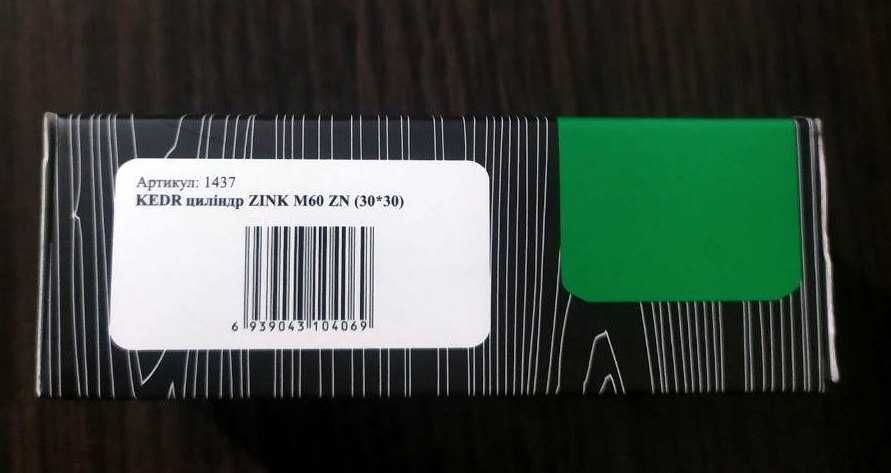 Артикул: 1437
KEDR циліндр ZINK M60 ZN (30*30)
6 939043 104069